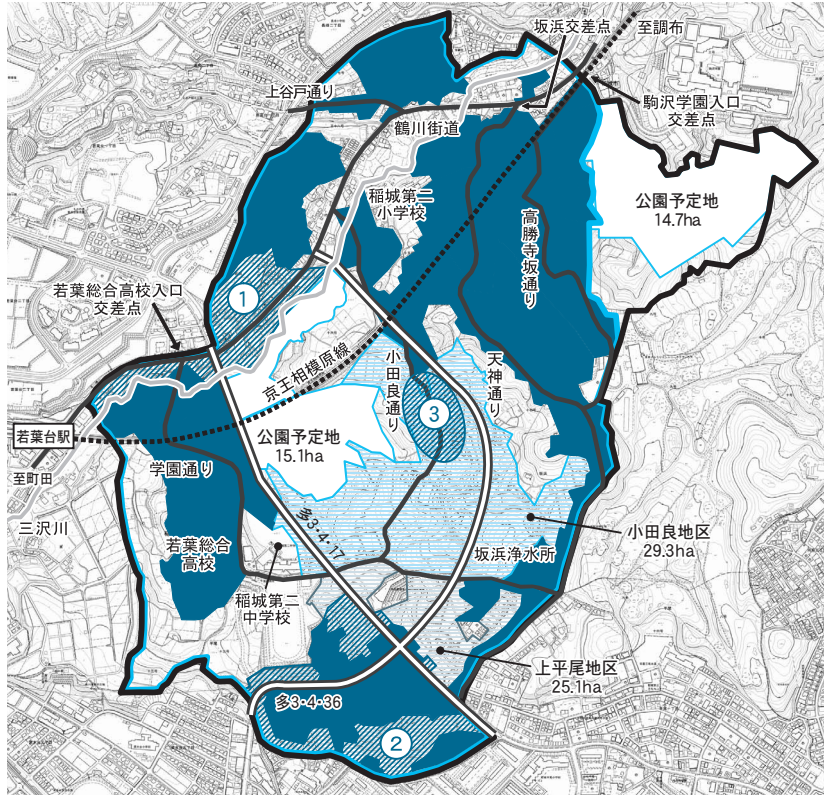 坂浜交差点
至調布
上谷戸通り
駒沢学園入口
交差点
鶴川街道
稲城第二
小学校
公園予定地
14.7ha
高勝寺坂通り
若葉総合高校入口
交差点
①
京王相模原線
小田良通り
天神通り
③
若葉台駅
公園予定地
15.1ha
至町田
学園通り
三沢川
多3・4・17
小田良地区
29.3ha
若葉総合
高校
坂浜浄水所
稲城第二
中学校
上平尾地区
25.1ha
多3・4・36
②